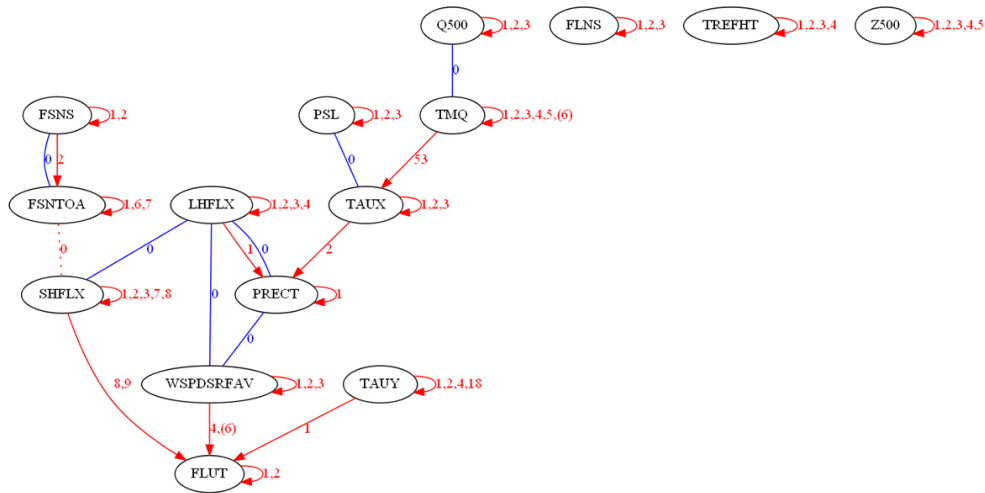 Q500 1,2,3 FLNS 1,2,3 TREFHT 1,2,3,4 Z500 1,2,3,4,5
0
FSNS 1,2 PSL 1,2,3 TMQ 1,2,3,4,5,(6)
0 2 0 53
FSNTOA 1,6,7 LHFLX 1,2,3,4 TAUX 1,2,3
0 0 1 0 2
SHFLX 1,2,3,7,8 0 PRECT 1
0
WSPDSRFAV 1,2,3 TAUY 1,2,4,18
8,9 4,(6) 1
FLUT 1,2